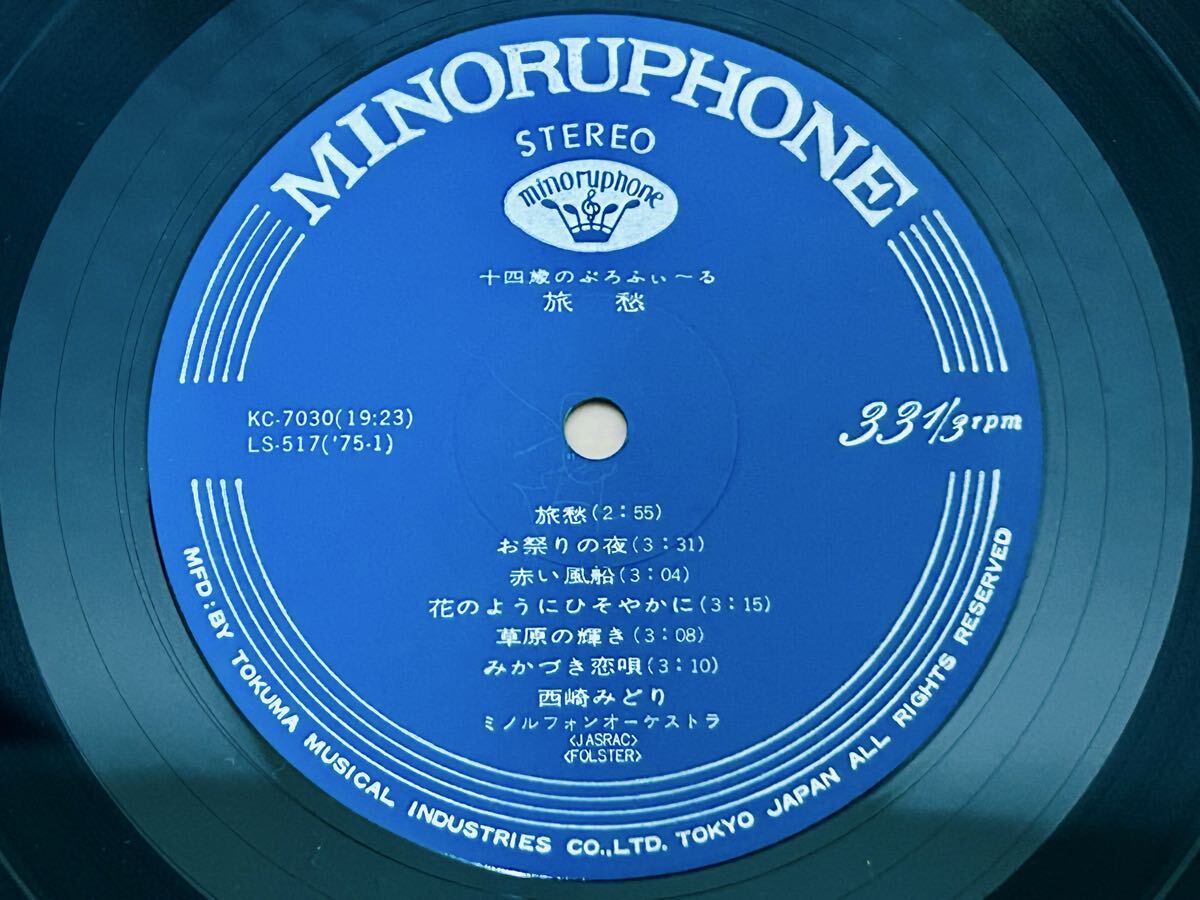 MINORUPHONE
STEREO
minoruphone
十四歳のぷろふぃ〜る
旅愁
KC-7030(19:23)
LS-517('75-1)
33 1/3 rpm
旅愁(2:55)
お祭りの夜(3:31)
赤い風船(3:04)
花のようにひそやかに(3:15)
草原の輝き(3:08)
みかづき恋唄(3:10)
西崎みどり
ミノルフォンオーケストラ
<JASRAC>
<FOLSTER>
MFD:BY TOKUMA MUSICAL INDUSTRIES CO.,LTD. TOKYO JAPAN ALL RIGHTS RESERVED